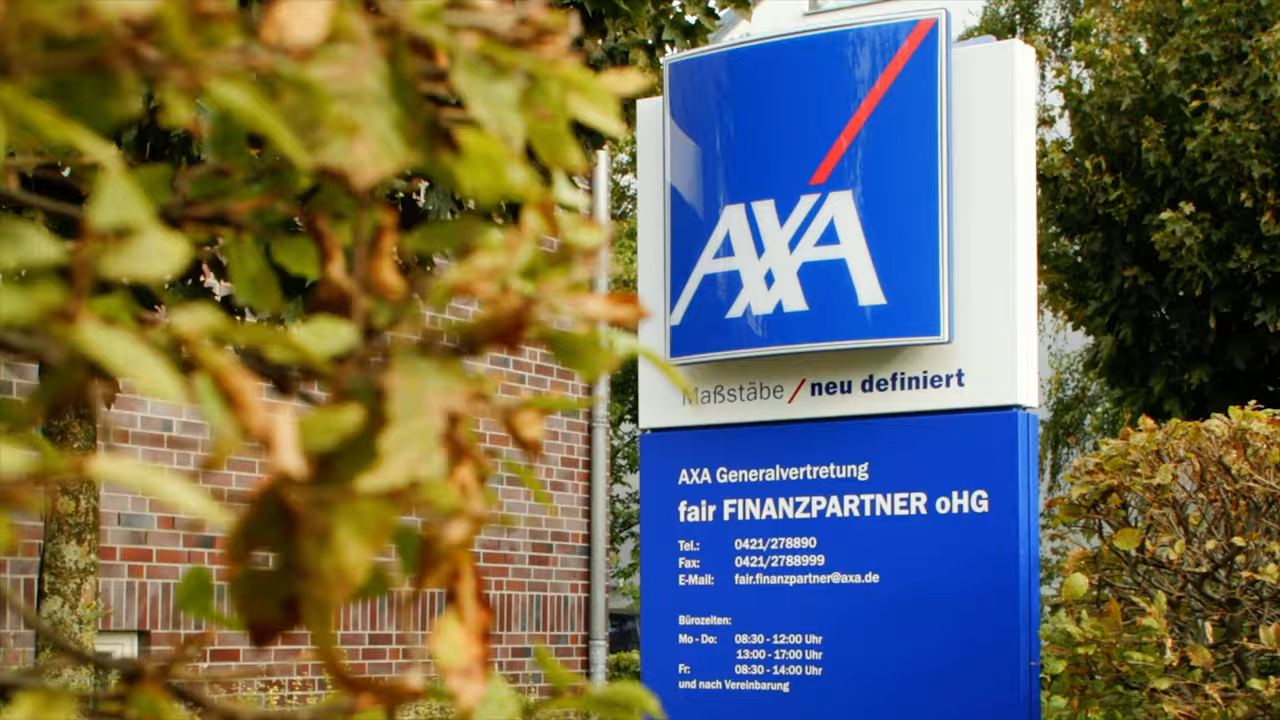 AXA
Maßstäbe / neu definiert
AXA Generalvertretung
fair FINANZPARTNER oHG
Tel.: 0421/278890
Fax: 0421/2788999
E-Mail: fair.finanzpartner@axa.de
Bürozeiten:
Mo - Do: 08:30 - 12:00 Uhr
13:00 - 17:00 Uhr
Fr: 08:30 - 14:00 Uhr
und nach Vereinbarung